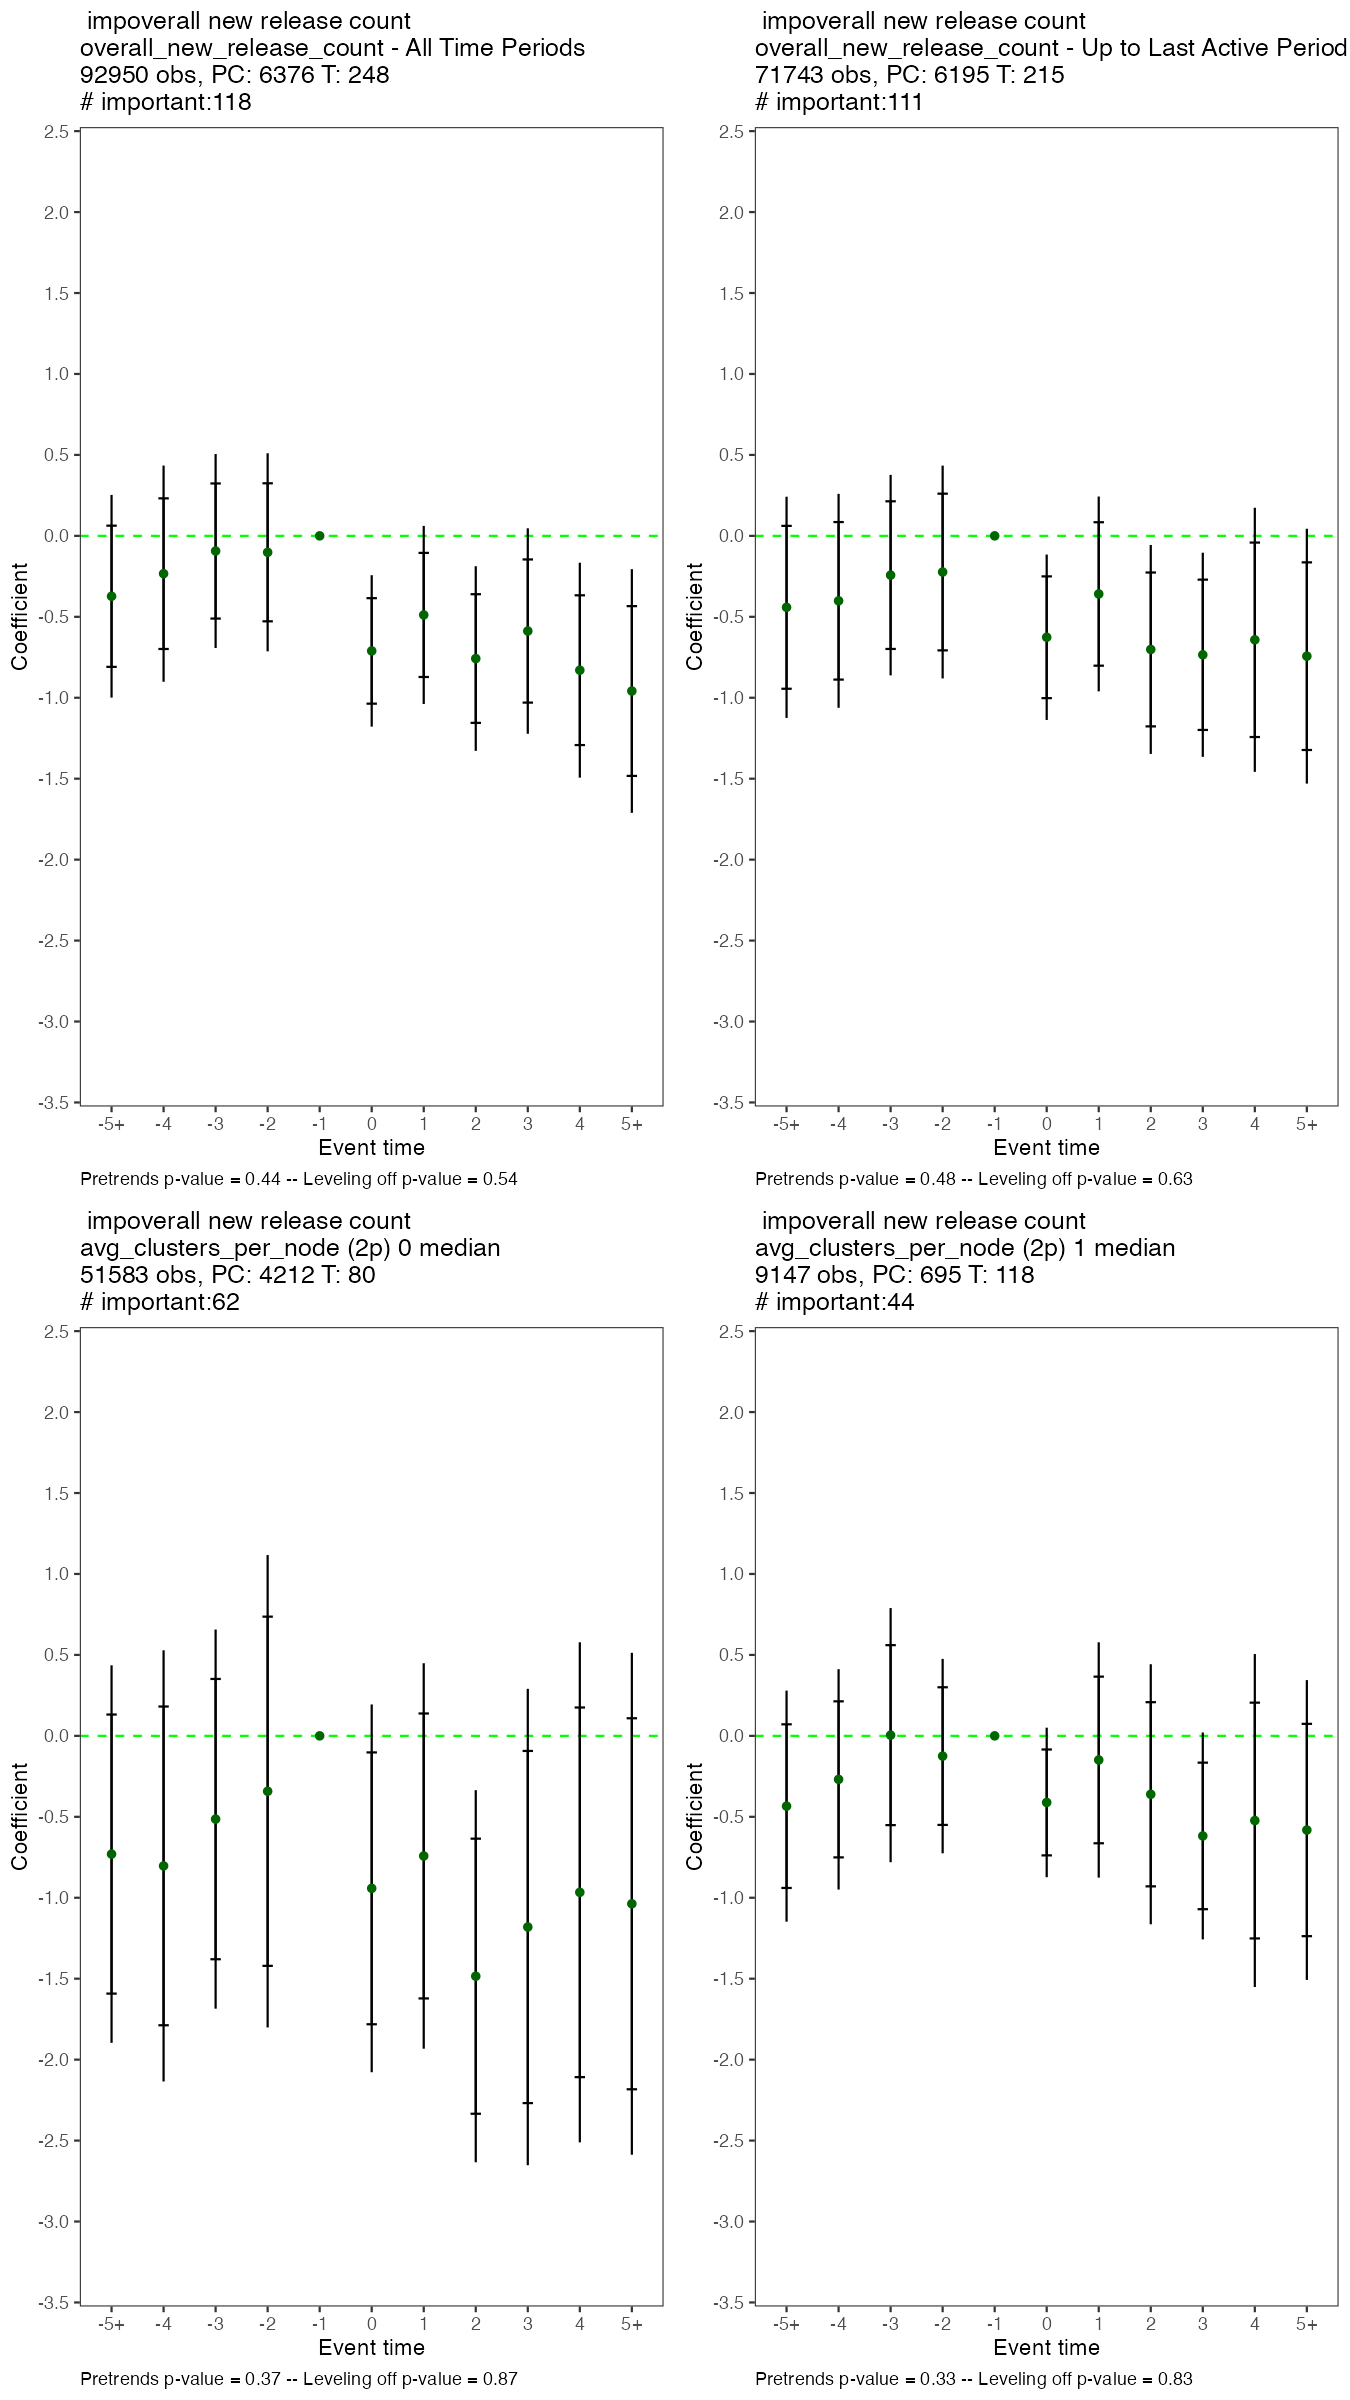 impoverall new release count
overall_new_release_count - All Time Periods
92950 obs, PC: 6376 T: 248
# important:118
2.5
2.0
1.5
1.0
0.5
0.0
-0.5
-1.0
-1.5
-2.0
-2.5
-3.0
-3.5
Coefficient
-5+ -4 -3 -2 -1 0 1 2 3 4 5+
Event time
Pretrends p-value = 0.44 -- Leveling off p-value = 0.54
impoverall new release count
overall_new_release_count - Up to Last Active Period
71743 obs, PC: 6195 T: 215
# important:111
2.5
2.0
1.5
1.0
0.5
0.0
-0.5
-1.0
-1.5
-2.0
-2.5
-3.0
-3.5
Coefficient
-5+ -4 -3 -2 -1 0 1 2 3 4 5+
Event time
Pretrends p-value = 0.48 -- Leveling off p-value = 0.63
impoverall new release count
avg_clusters_per_node (2p) 0 median
51583 obs, PC: 4212 T: 80
# important:62
2.5
2.0
1.5
1.0
0.5
0.0
-0.5
-1.0
-1.5
-2.0
-2.5
-3.0
-3.5
Coefficient
-5+ -4 -3 -2 -1 0 1 2 3 4 5+
Event time
Pretrends p-value = 0.37 -- Leveling off p-value = 0.87
impoverall new release count
avg_clusters_per_node (2p) 1 median
9147 obs, PC: 695 T: 118
# important:44
2.5
2.0
1.5
1.0
0.5
0.0
-0.5
-1.0
-1.5
-2.0
-2.5
-3.0
-3.5
Coefficient
-5+ -4 -3 -2 -1 0 1 2 3 4 5+
Event time
Pretrends p-value = 0.33 -- Leveling off p-value = 0.83